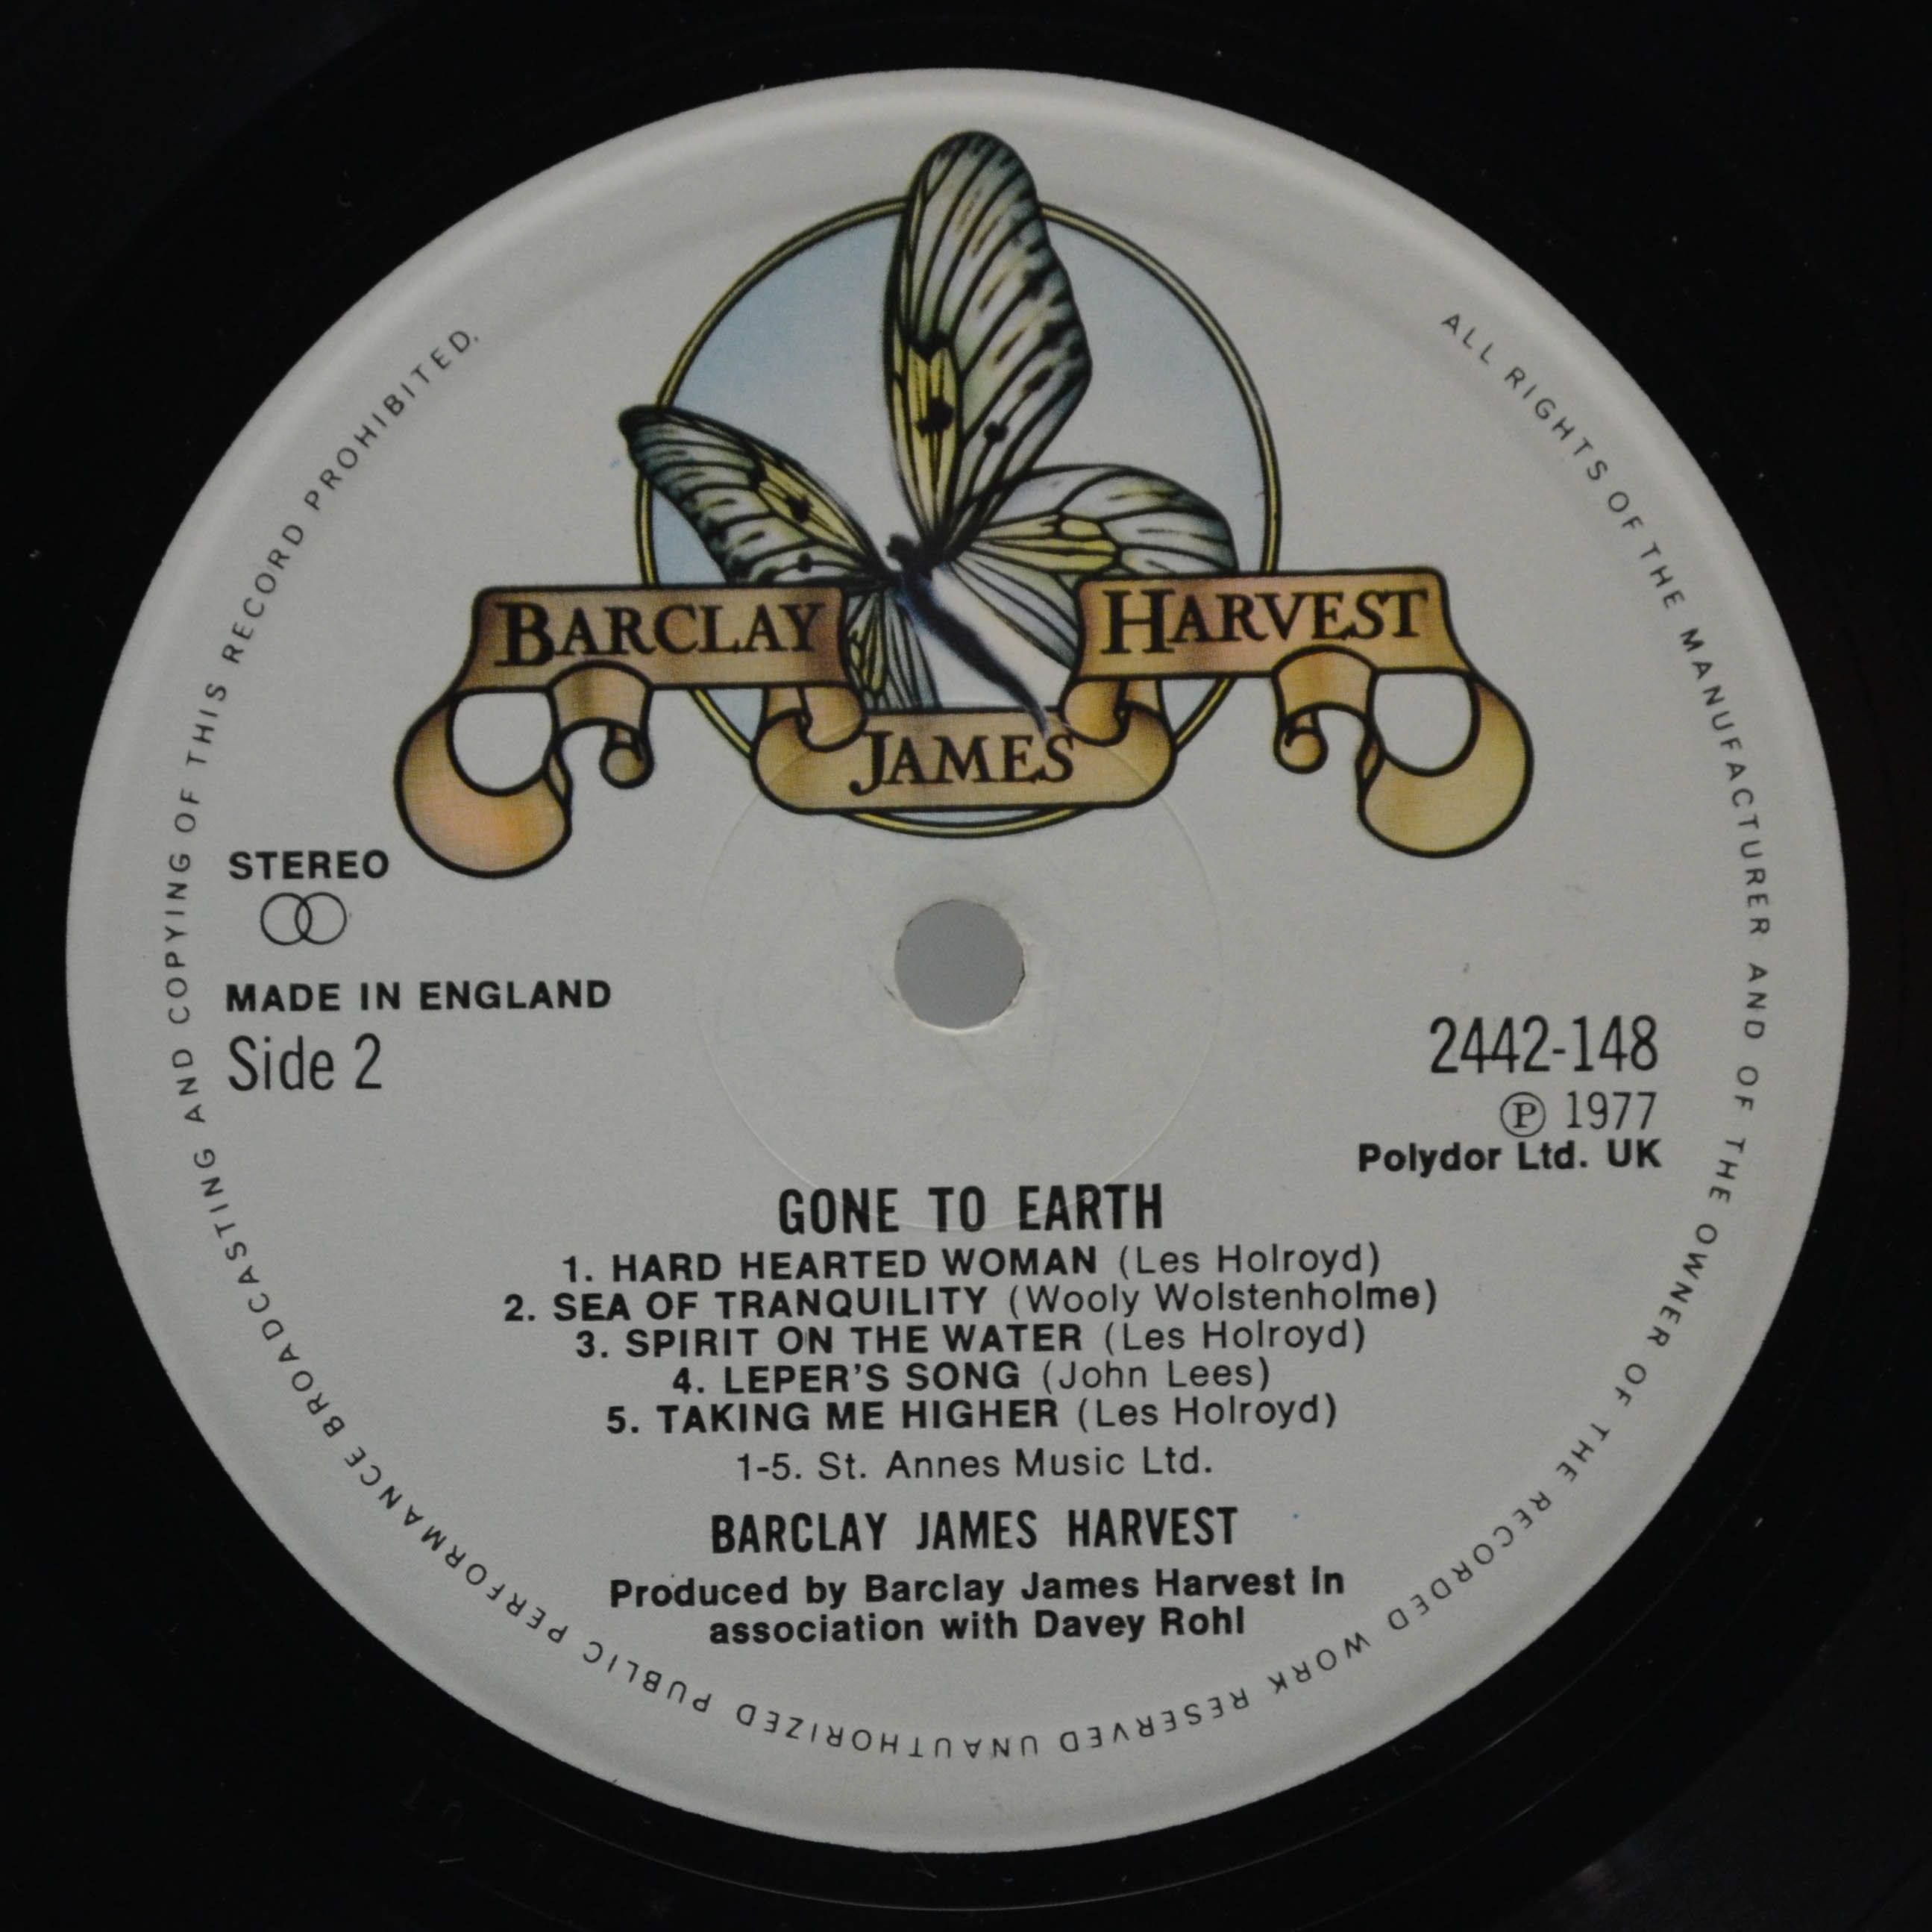 BARCLAY
JAMES
HARVEST
STEREO
MADE IN ENGLAND
Side 2
2442-148
Ⓟ 1977
Polydor Ltd. UK
GONE TO EARTH
1. HARD HEARTED WOMAN (Les Holroyd)
2. SEA OF TRANQUILITY (Wooly Wolstenholme)
3. SPIRIT ON THE WATER (Les Holroyd)
4. LEPER'S SONG (John Lees)
5. TAKING ME HIGHER (Les Holroyd)
1-5. St. Annes Music Ltd.
BARCLAY JAMES HARVEST
Produced by Barclay James Harvest in
association with Davey Rohl
ALL RIGHTS OF THE MANUFACTURER AND OF THE OWNER OF THE RECORDED WORK RESERVED UNAUTHORIZED PUBLIC PERFORMANCE BROADCASTING AND COPYING OF THIS RECORD PROHIBITED.